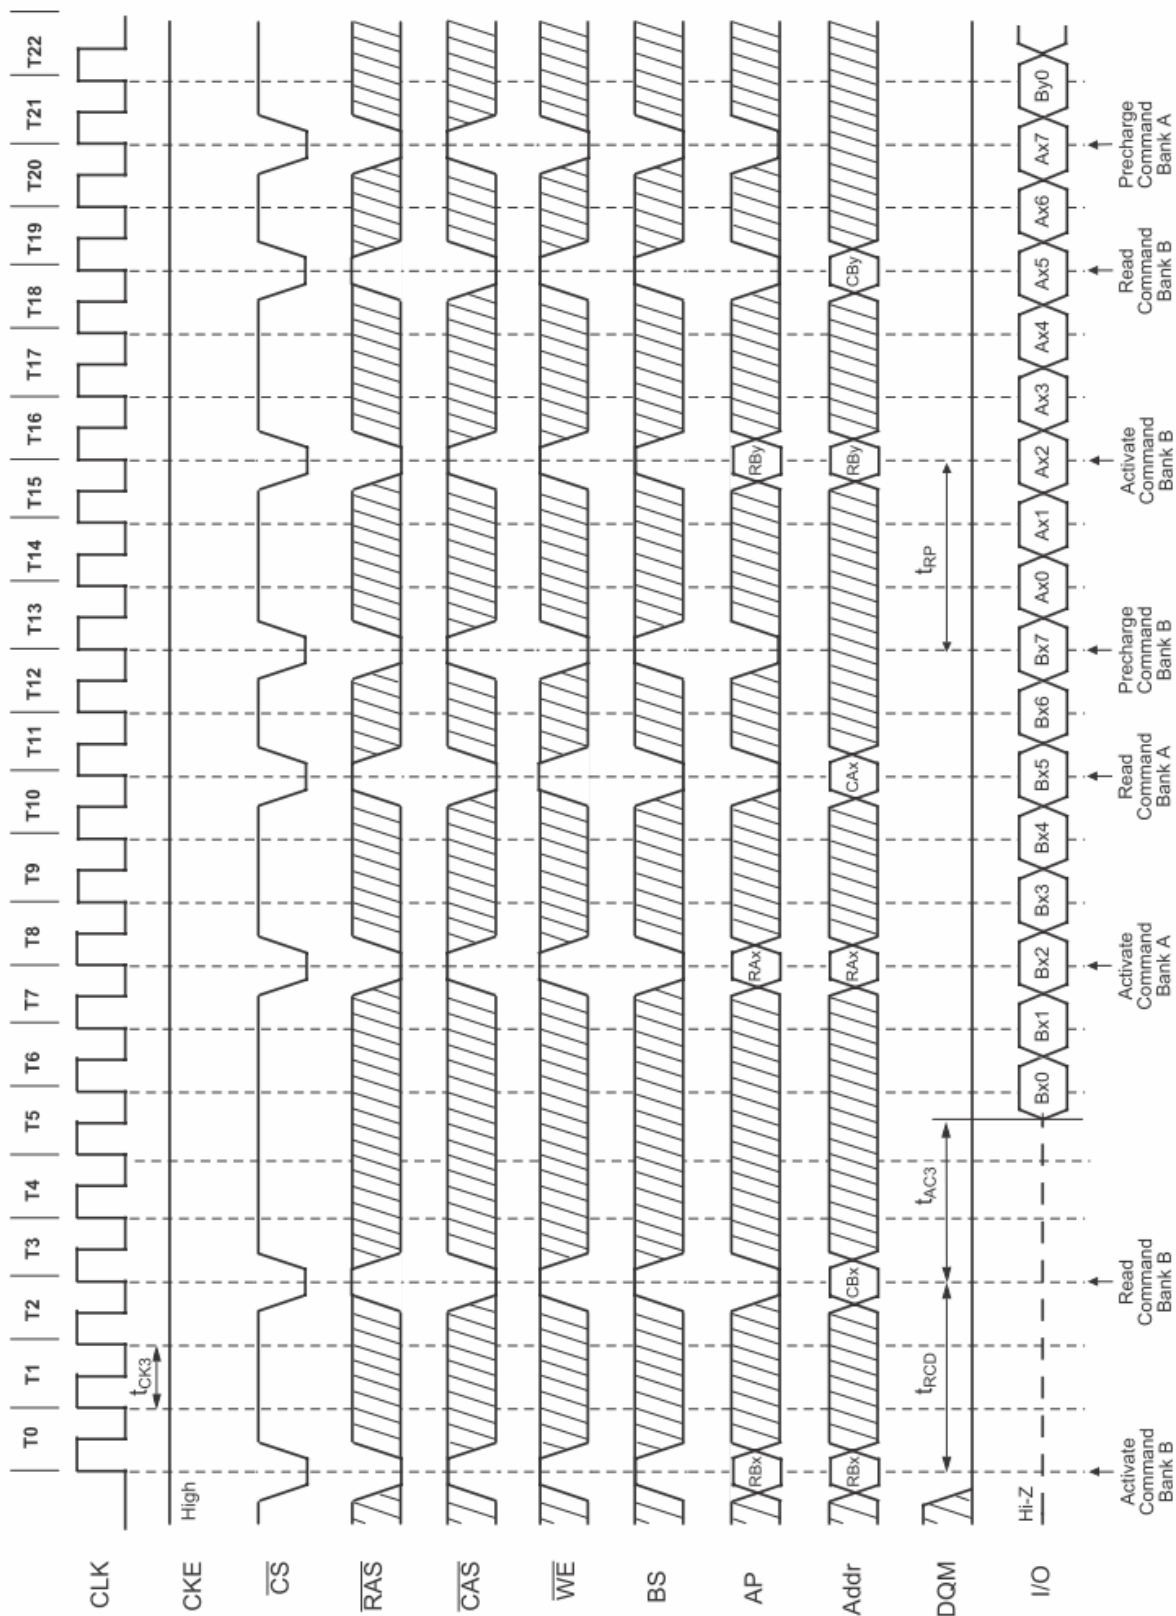 T0 T1 T2 T3 T4 T5 T6 T7 T8 T9 T10 T11 T12 T13 T14 T15 T16 T17 T18 T19 T20 T21 T22
CLK
tCK3
CKE
High
CS
RAS
CAS
WE
BS
AP
RBx RAx RBy
Addr
RBx CBx RAx CAx RBy CBy
DQM
tRCD tAC3 tRP
I/O
Hi-Z
Bx0 Bx1 Bx2 Bx3 Bx4 Bx5 Bx6 Bx7 Ax0 Ax1 Ax2 Ax3 Ax4 Ax5 Ax6 Ax7 By0
Activate
Command
Bank B
Read
Command
Bank B
Activate
Command
Bank A
Read
Command
Bank A
Precharge
Command
Bank B
Activate
Command
Bank B
Read
Command
Bank B
Precharge
Command
Bank A